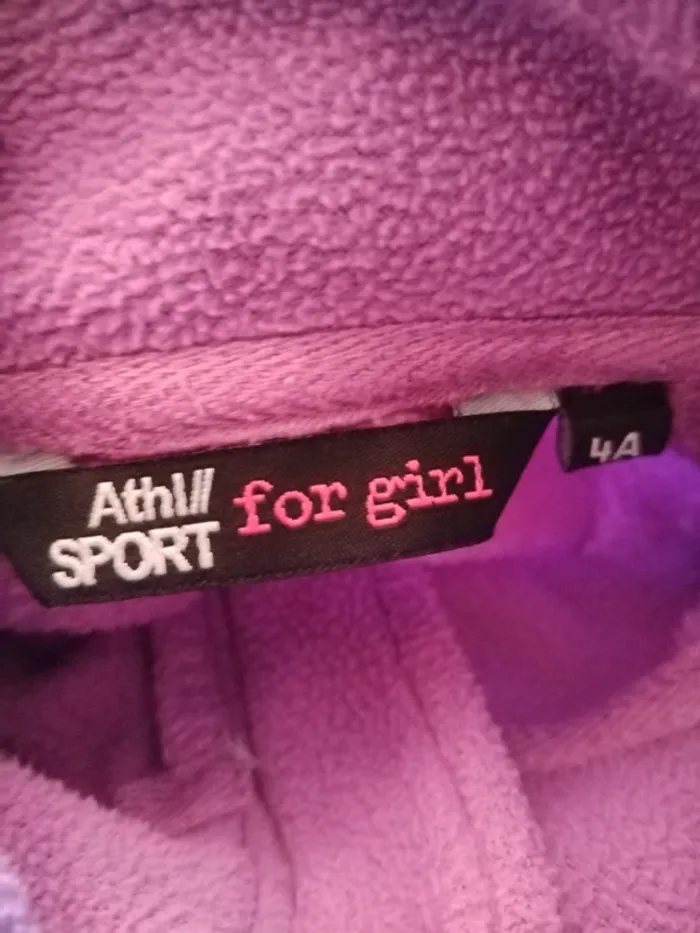 Athl///
SPORT
for girl
4A